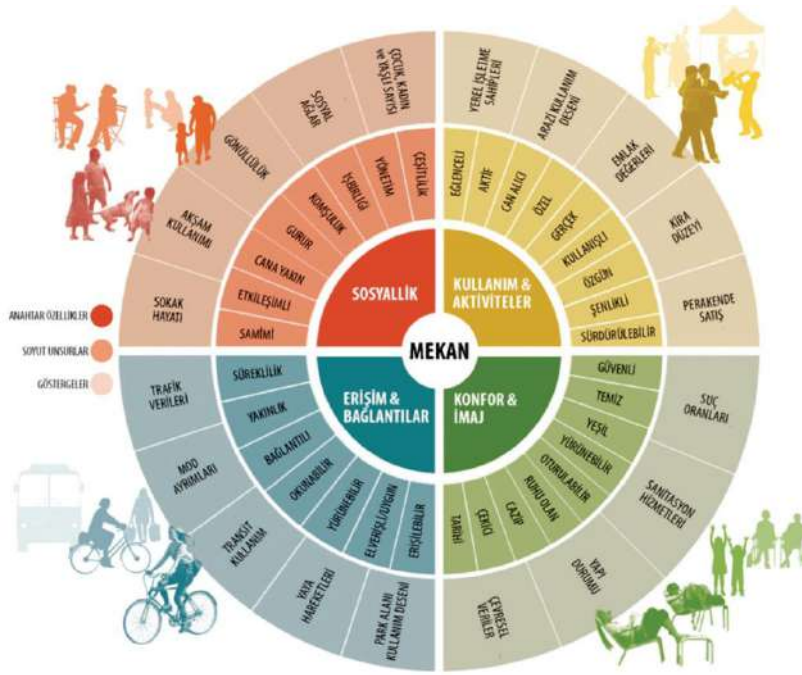 ÇOCUK, KADIN
ve YAŞLI SAYISI
SOSYAL
AĞLAR
GÖNÜLLÜLÜK
AKŞAM
KULLANIMI
SOKAK
HAYATI
YEREL İŞLETME
SAHİPLERİ
ARAZİ KULLANIM
DESENİ
EMLAK
DEĞERLERİ
KİRA
DÜZEYİ
PERAKENDE
SATIŞ
ÇEŞİTLİLİK
YÖNETİM
İŞBİRLİĞİ
KOMŞULUK
GURUR
CANA YAKIN
ETKİLEŞİMLİ
SAMİMİ
EĞLENCELİ
AKTİF
CAN ALICI
ÖZEL
GERÇEK
KULLANIŞLI
ÖZGÜN
ŞENLİKLİ
SÜRDÜRÜLEBİLİR
SOSYALLİK
KULLANIM &
AKTİVİTELER
MEKAN
ERİŞİM &
BAĞLANTILAR
KONFOR &
İMAJ
ANAHTAR ÖZELLİKLER
SOYUT UNSURLAR
GÖSTERGELER
SÜREKLİLİK
YAKINLIK
BAĞLANTILI
OKUNABİLİR
YÜRÜNEBİLİR
ELVERİŞLİ/UYGUN
ERİŞİLEBİLİR
GÜVENLİ
TEMİZ
YEŞİL
YÜRÜNEBİLİR
OTURULABİLİR
RUHU OLAN
CAZİP
ÇEKİCİ
TARİHİ
TRAFİK
VERİLERİ
MOD
AYRIMLARI
TRANSİT
KULLANIM
YAYA
HAREKETLERİ
PARK ALANI
KULLANIM DESENİ
SUÇ
ORANLARI
SANİTASYON
HİZMETLERİ
YAPI
DURUMU
ÇEVRESEL
VERİLER